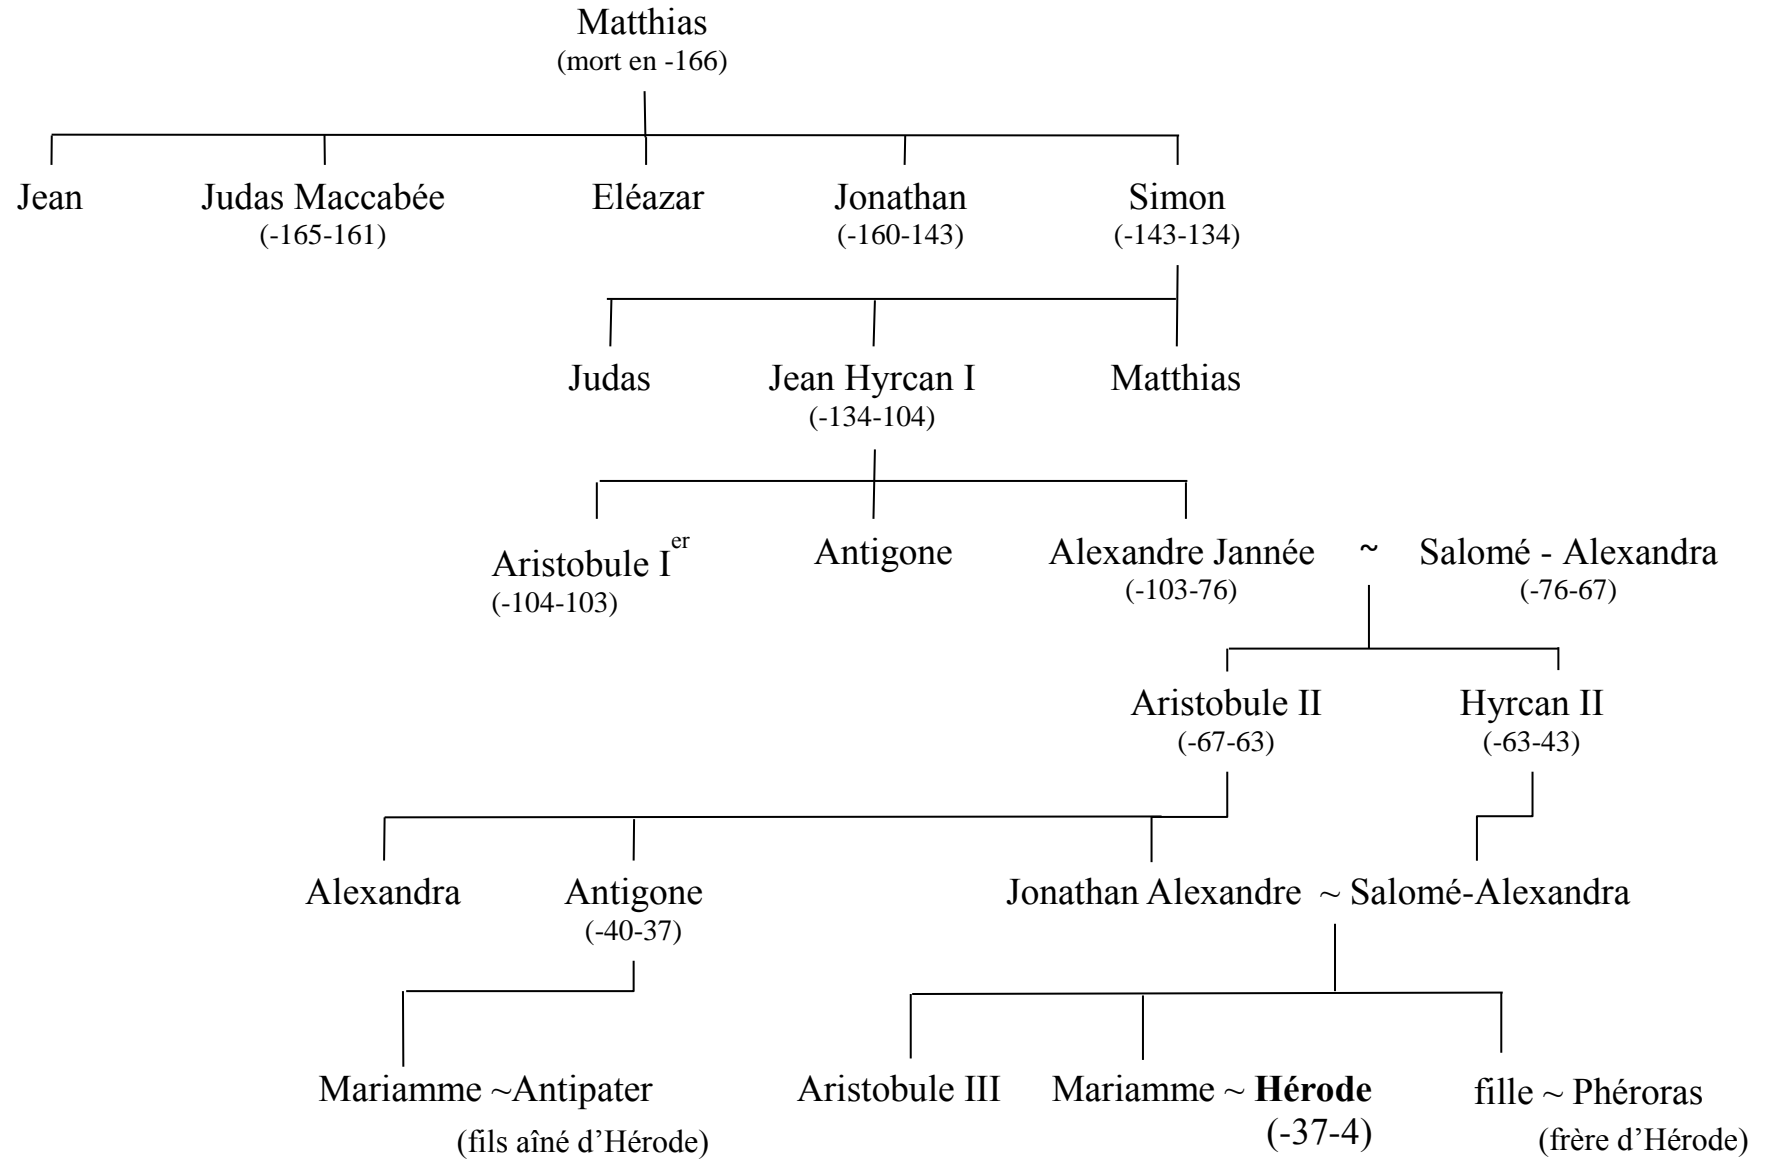 Matthias
(mort en -166)
Jean Judas Maccabée Eléazar Jonathan Simon
(-165-161) (-160-143) (-143-134)
Judas Jean Hyrcan I Matthias
(-134-104)
Aristobule Ier Antigone Alexandre Jannée ~ Salomé - Alexandra
(-104-103) (-103-76) (-76-67)
Aristobule II Hyrcan II
(-67-63) (-63-43)
Alexandra Antigone Jonathan Alexandre ~ Salomé-Alexandra
(-40-37)
Mariamme ~Antipater Aristobule III Mariamme ~ Hérode fille ~ Phéroras
(fils aîné d’Hérode) (-37-4) (frère d’Hérode)